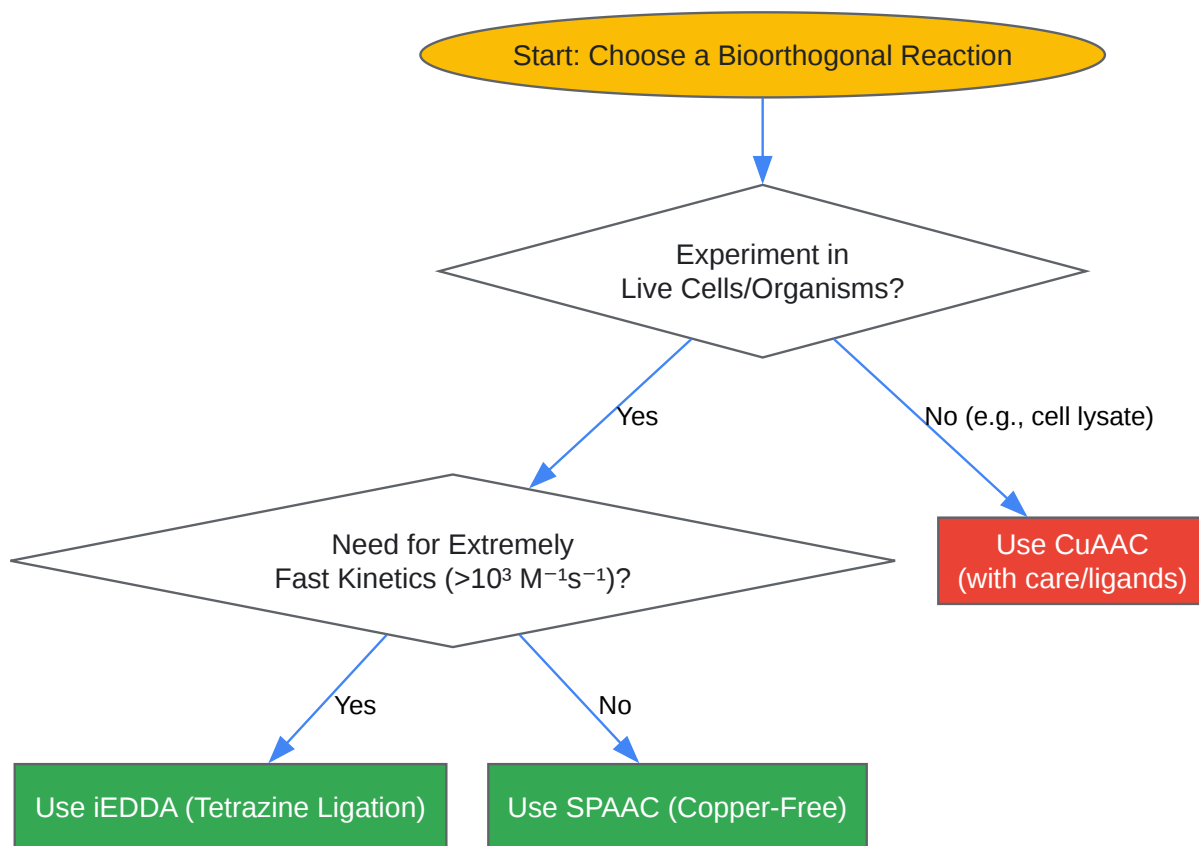 Start: Choose a Bioorthogonal Reaction
Experiment in
Live Cells/Organisms?
Yes
No (e.g., cell lysate)
Need for Extremely
Fast Kinetics (>10³ M⁻¹s⁻¹)?
Use CuAAC
(with care/ligands)
Yes
No
Use iEDDA (Tetrazine Ligation)
Use SPAAC (Copper-Free)